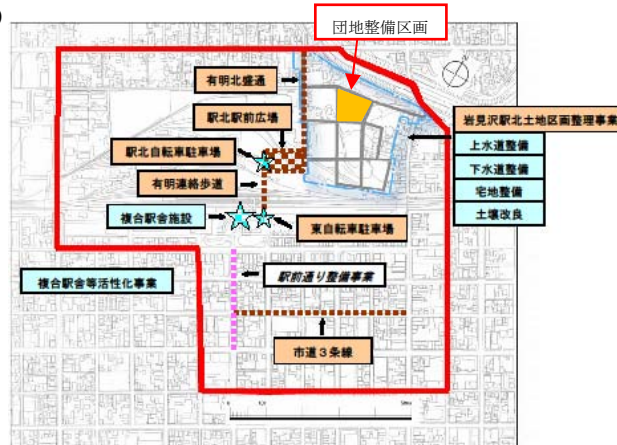 団地整備区画
有明北盛通
駅北駅前広場
岩見沢駅北土地区画整理事業
上水道整備
駅北自転車駐車場
下水道整備
有明連絡歩道
宅地整備
土壌改良
複合駅舎施設
東自転車駐車場
複合駅舎等活性化事業
駅前通り整備事業
市道３条線